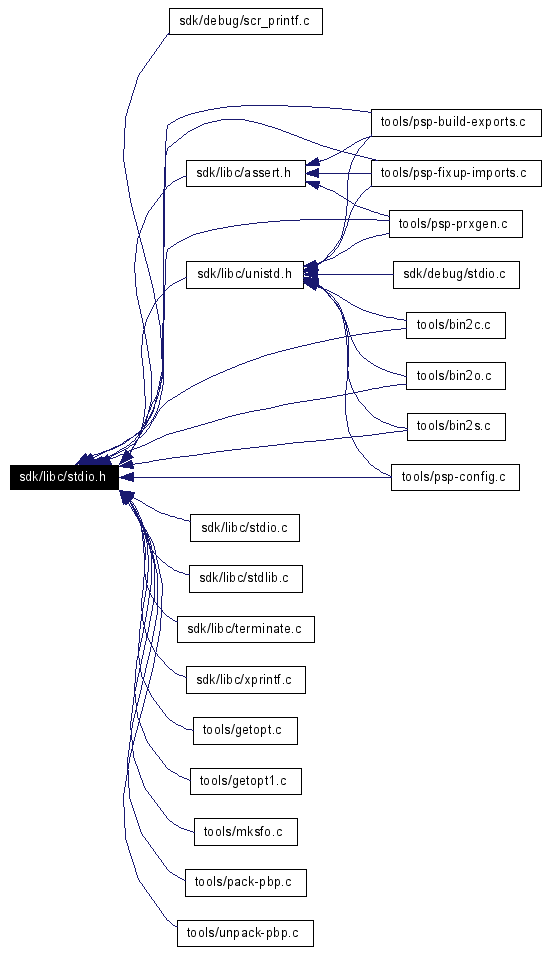 sdk/debug/scr_printf.c
tools/psp-build-exports.c
sdk/libc/assert.h
tools/psp-fixup-imports.c
tools/psp-prxgen.c
sdk/libc/unistd.h
sdk/debug/stdio.c
tools/bin2c.c
tools/bin2o.c
tools/bin2s.c
sdk/libc/stdio.h
tools/psp-config.c
sdk/libc/stdio.c
sdk/libc/stdlib.c
sdk/libc/terminate.c
sdk/libc/xprintf.c
tools/getopt.c
tools/getopt1.c
tools/mksfo.c
tools/pack-pbp.c
tools/unpack-pbp.c